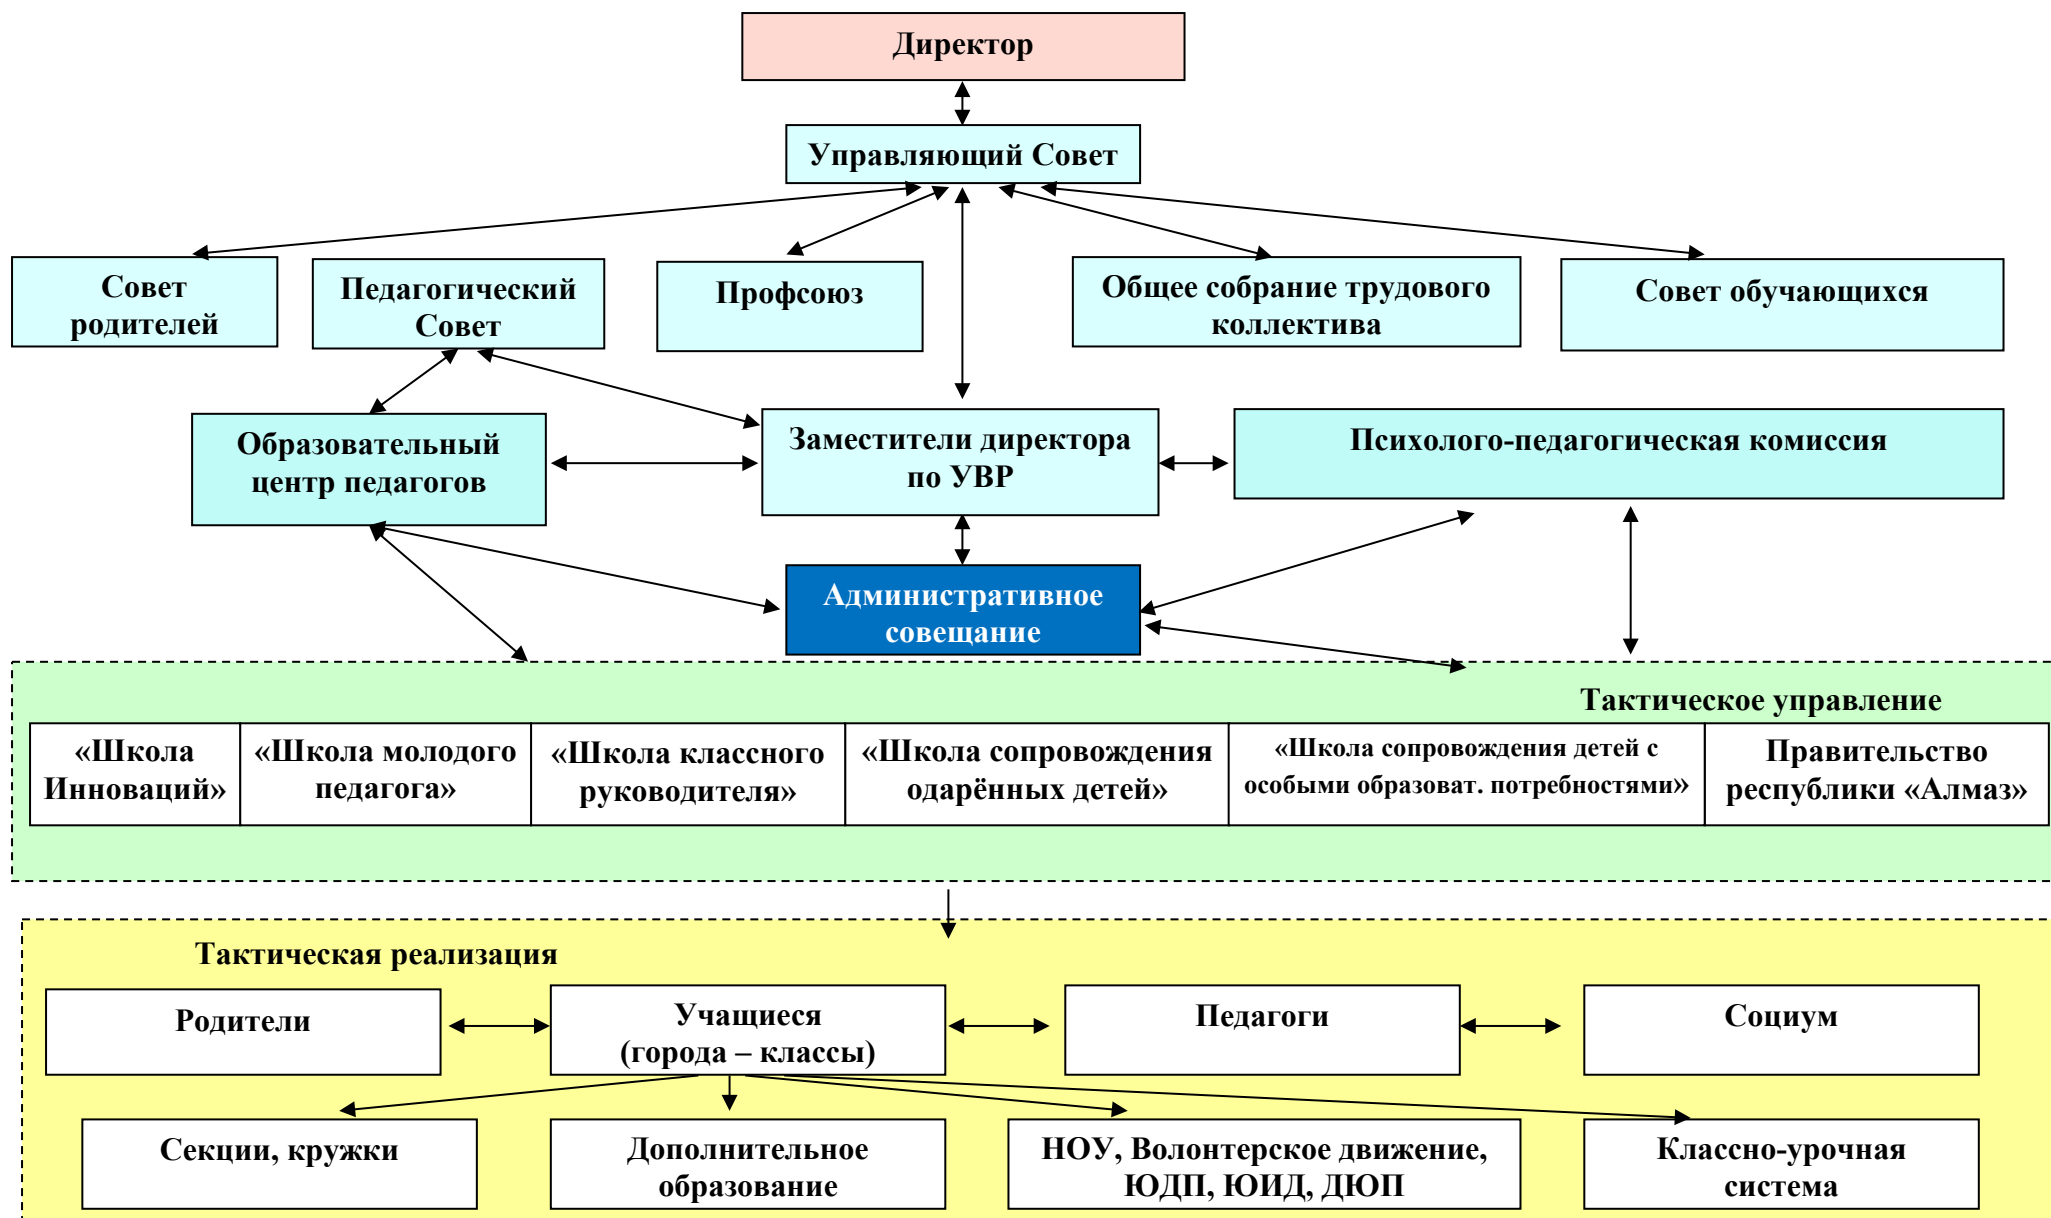 Директор
Управляющий Совет
Совет
родителей
Педагогический
Совет
Профсоюз
Общее собрание трудового
коллектива
Совет обучающихся
Образовательный
центр педагогов
Заместители директора
по УВР
Психолого-педагогическая комиссия
Административное
совещание
Тактическое управление
«Школа
Инноваций»
«Школа молодого
педагога»
«Школа классного
руководителя»
«Школа сопровождения
одарённых детей»
«Школа сопровождения детей с
особыми образоват. потребностями»
Правительство
республики «Алмаз»
Тактическая реализация
Родители
Учащиеся
(города – классы)
Педагоги
Социум
Секции, кружки
Дополнительное
образование
НОУ, Волонтерское движение,
ЮДП, ЮИД, ДЮП
Классно-урочная
система